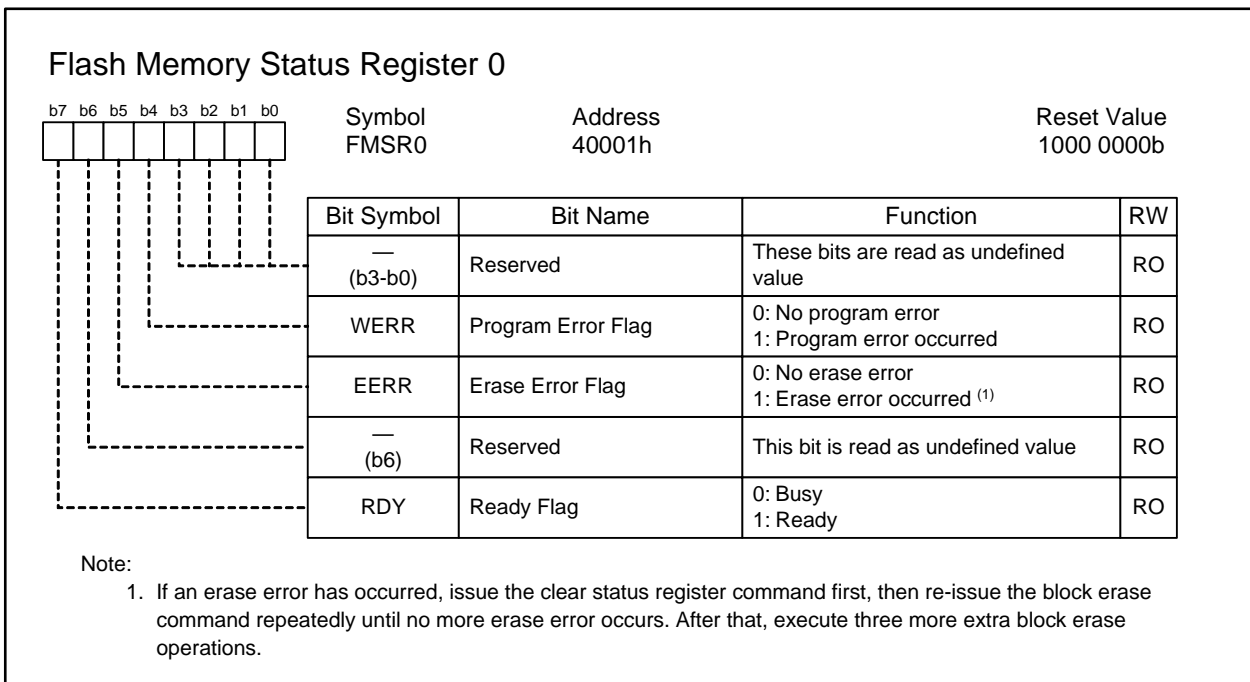 Flash Memory Status Register 0
b7 b6 b5 b4 b3 b2 b1 b0
Symbol Address Reset Value
FMSR0 40001h 1000 0000b
Bit Symbol Bit Name Function RW
— (b3-b0) Reserved These bits are read as undefined value RO
WERR Program Error Flag 0: No program error
1: Program error occurred RO
EERR Erase Error Flag 0: No erase error
1: Erase error occurred (1) RO
— (b6) Reserved This bit is read as undefined value RO
RDY Ready Flag 0: Busy
1: Ready RO
Note:
1. If an erase error has occurred, issue the clear status register command first, then re-issue the block erase
command repeatedly until no more erase error occurs. After that, execute three more extra block erase
operations.